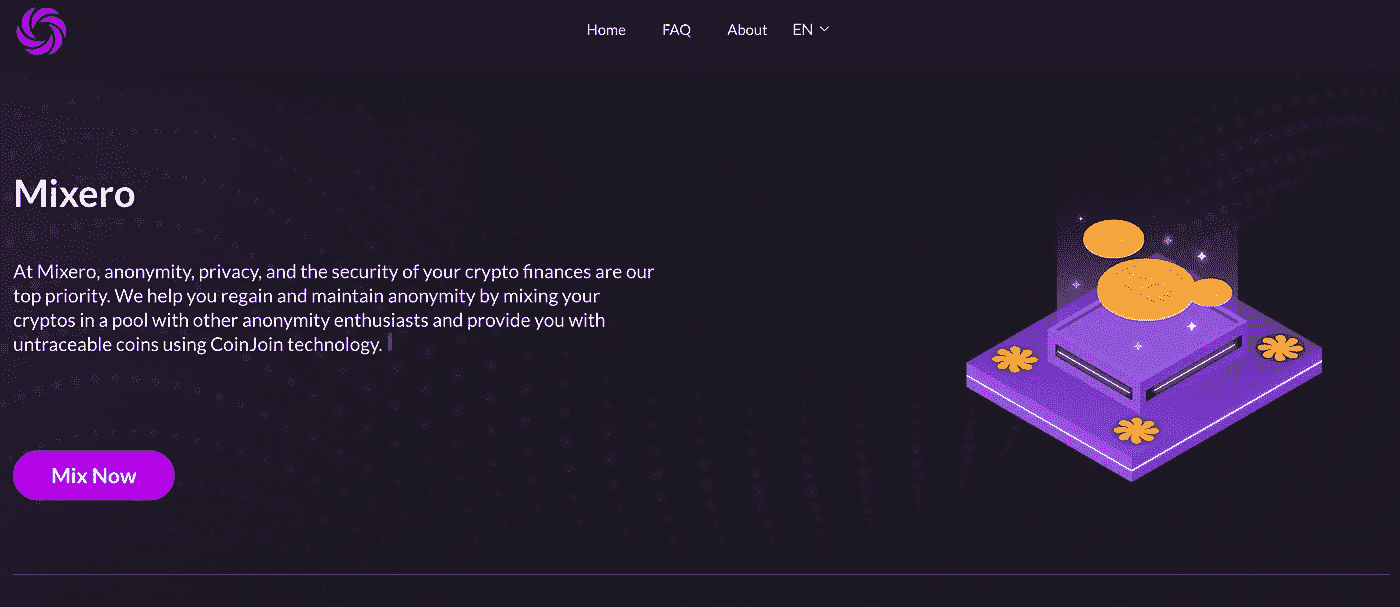 Home FAQ About EN
Mixero
At Mixero, anonymity, privacy, and the security of your crypto finances are our
top priority. We help you regain and maintain anonymity by mixing your
cryptos in a pool with other anonymity enthusiasts and provide you with
untraceable coins using CoinJoin technology.
Mix Now